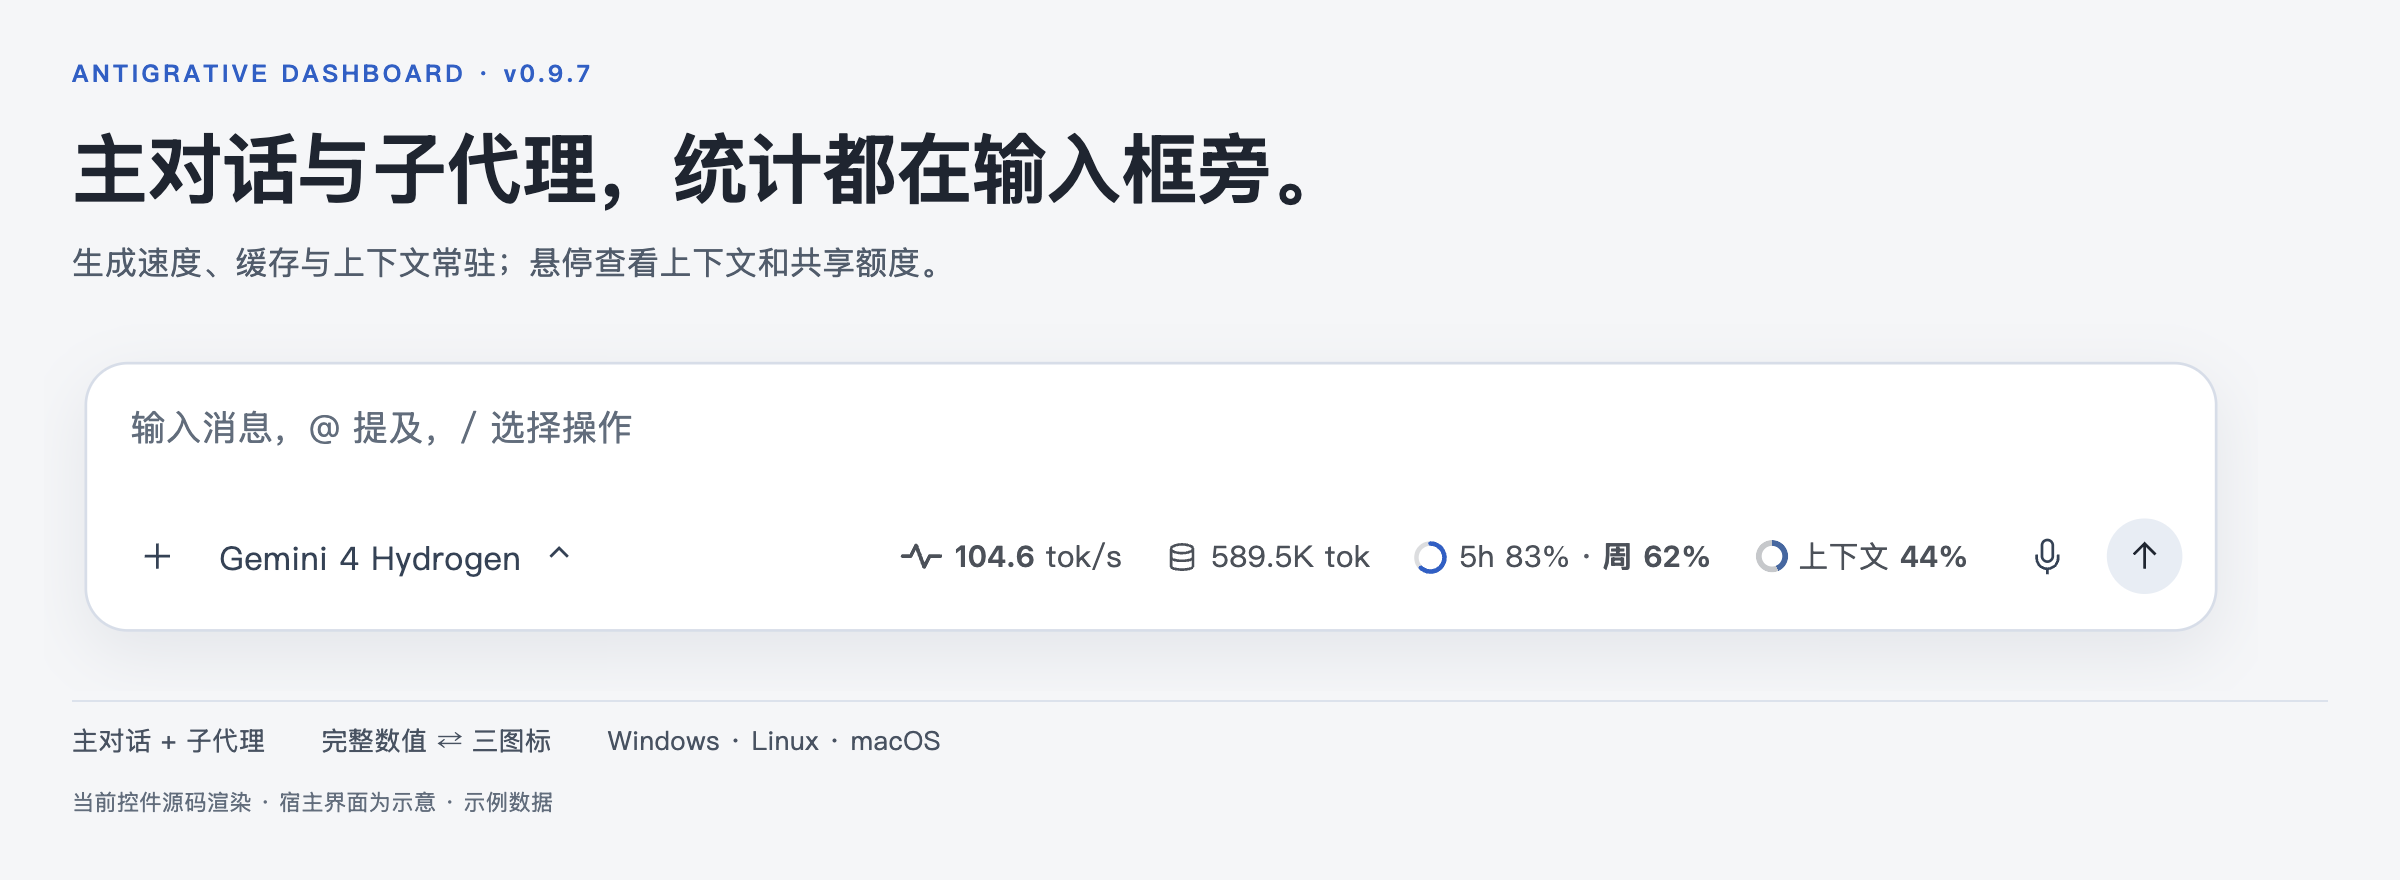 ANTIGRATIVE DASHBOARD · v0.9.7
主对话与子代理，统计都在输入框旁。
生成速度、缓存与上下文常驻；悬停查看上下文和共享额度。
输入消息，@ 提及，/ 选择操作
Gemini 4 Hydrogen 104.6 tok/s 589.5K tok 5h 83% · 周 62% 上下文 44%
主对话 + 子代理 完整数值 ⇌ 三图标 Windows · Linux · macOS
当前控件源码渲染 · 宿主界面为示意 · 示例数据